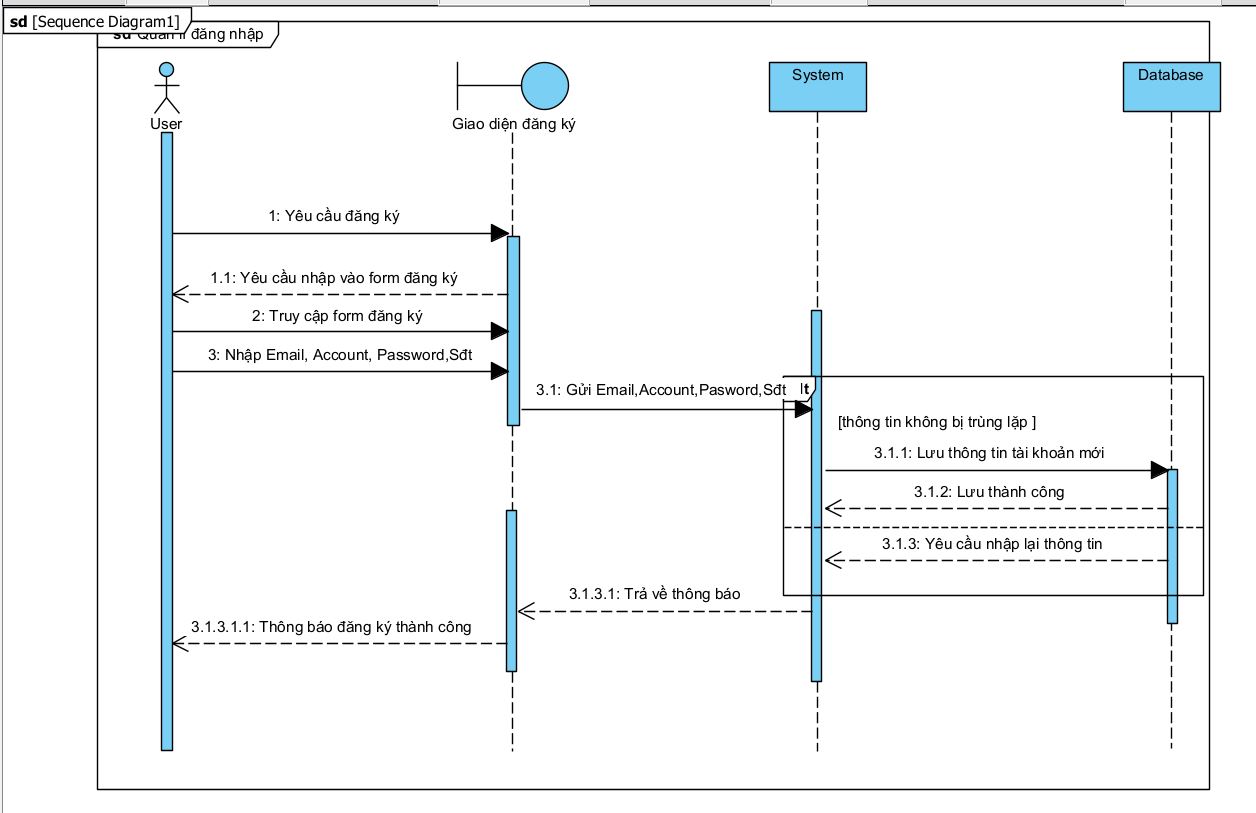 sd [Sequence Diagram1]
sd Quản lí đăng nhập
User
Giao diện đăng ký
System
Database
1: Yêu cầu đăng ký
1.1: Yêu cầu nhập vào form đăng ký
2: Truy cập form đăng ký
3: Nhập Email, Account, Password,Sđt
3.1: Gửi Email,Account,Pasword,Sđt
[thông tin không bị trùng lặp ]
3.1.1: Lưu thông tin tài khoản mới
3.1.2: Lưu thành công
3.1.3: Yêu cầu nhập lại thông tin
3.1.3.1: Trả về thông báo
3.1.3.1.1: Thông báo đăng ký thành công